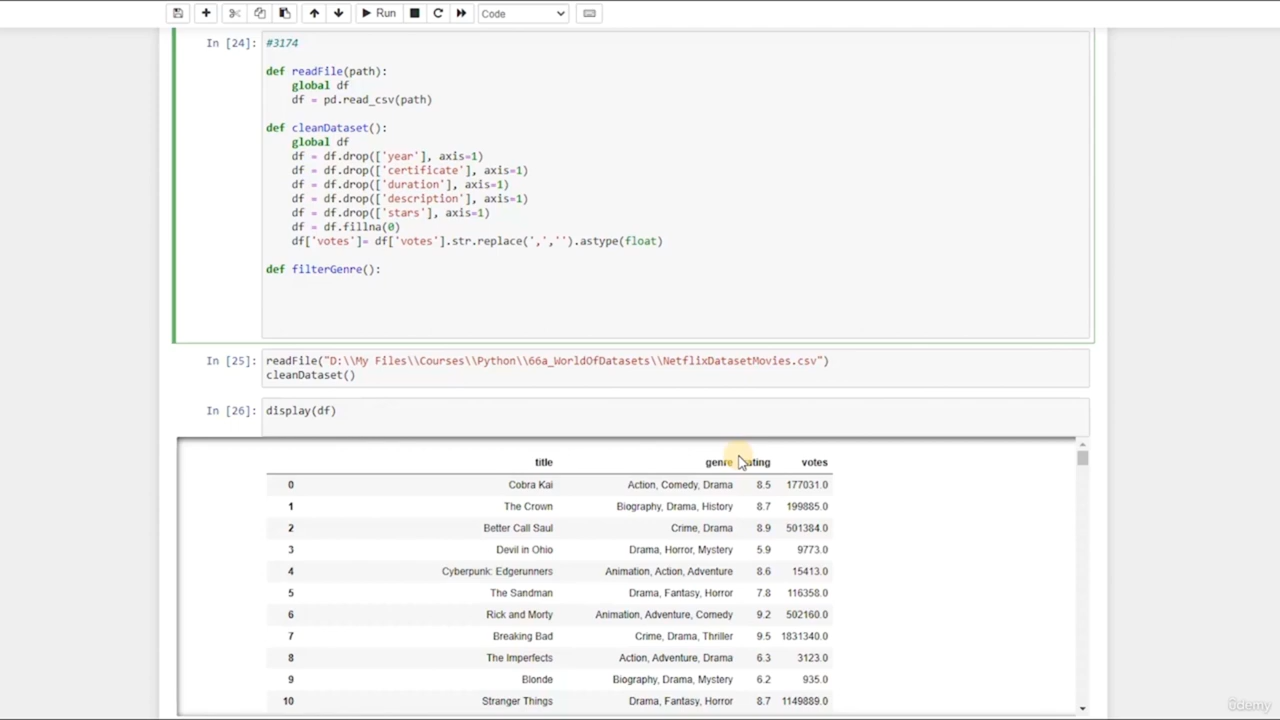 Run Code
In [24]: #3174
def readFile(path):
global df
df = pd.read_csv(path)
def cleanDataset():
global df
df = df.drop(['year'], axis=1)
df = df.drop(['certificate'], axis=1)
df = df.drop(['duration'], axis=1)
df = df.drop(['description'], axis=1)
df = df.drop(['stars'], axis=1)
df = df.fillna(0)
df['votes']= df['votes'].str.replace(',','').astype(float)
def filterGenre():
In [25]: readFile("D:\\My Files\\Courses\\Python\\66a_WorldOfDatasets\\NetflixDatasetMovies.csv")
cleanDataset()
In [26]: display(df)
title genre ating votes
0 Cobra Kai Action, Comedy, Drama 8.5 177031.0
1 The Crown Biography, Drama, History 8.7 199885.0
2 Better Call Saul Crime, Drama 8.9 501384.0
3 Devil in Ohio Drama, Horror, Mystery 5.9 9773.0
4 Cyberpunk: Edgerunners Animation, Action, Adventure 8.6 15413.0
5 The Sandman Drama, Fantasy, Horror 7.8 116358.0
6 Rick and Morty Animation, Adventure, Comedy 9.2 502160.0
7 Breaking Bad Crime, Drama, Thriller 9.5 1831340.0
8 The Imperfects Action, Adventure, Drama 6.3 3123.0
9 Blonde Biography, Drama, Mystery 6.2 935.0
10 Stranger Things Drama, Fantasy, Horror 8.7 1149889.0
ûdemy